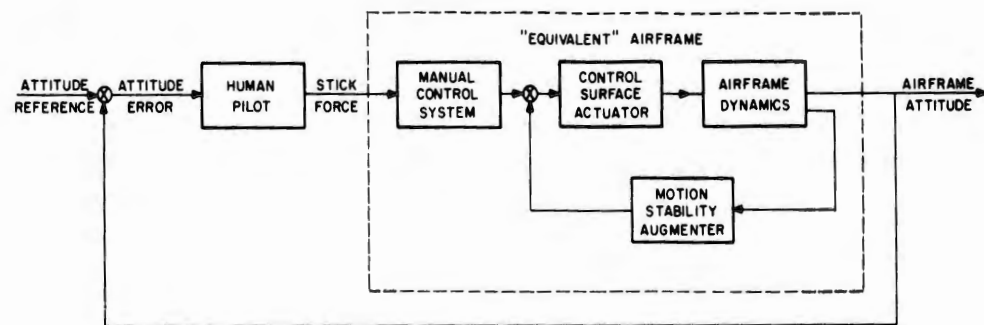 "EQUIVALENT" AIRFRAME
ATTITUDE
REFERENCE
ATTITUDE
ERROR
HUMAN
PILOT
STICK
FORCE
MANUAL
CONTROL
SYSTEM
CONTROL
SURFACE
ACTUATOR
AIRFRAME
DYNAMICS
AIRFRAME
ATTITUDE
MOTION
STABILITY
AUGMENTER